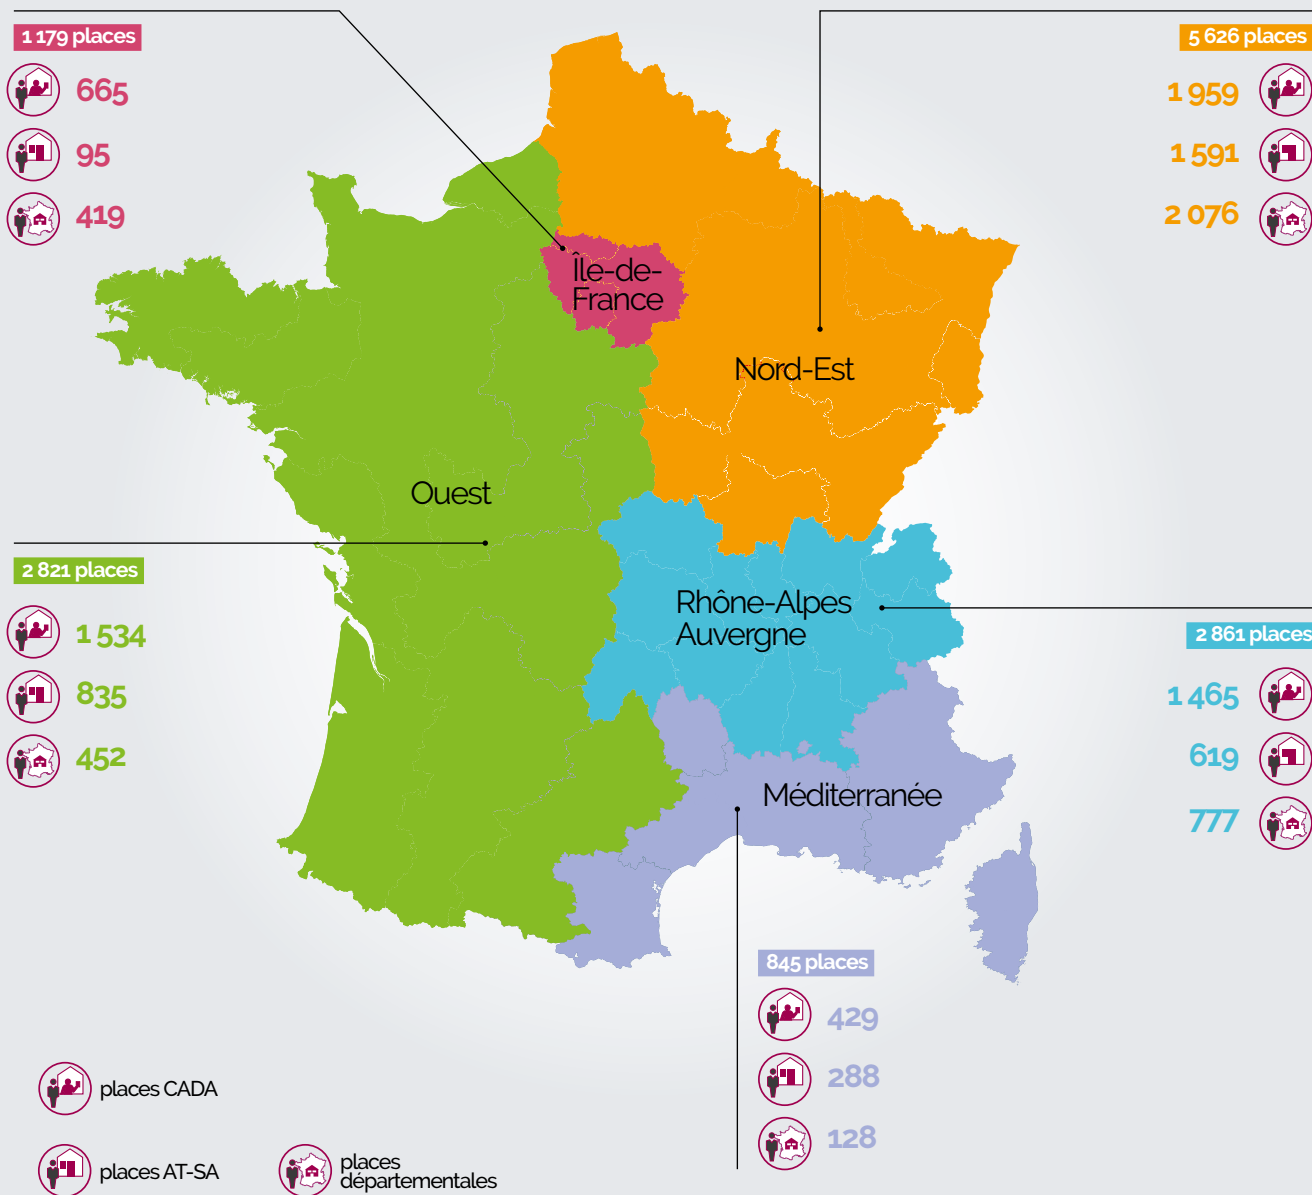 1 179 places
665
95
419
5 626 places
1 959
1 591
2 076
Île-de-
France
Nord-Est
Ouest
2 821 places
1 534
835
452
Rhône-Alpes
Auvergne
2 861 places
1 465
619
777
Méditerranée
845 places
429
288
128
places CADA
places AT-SA
places
départementales